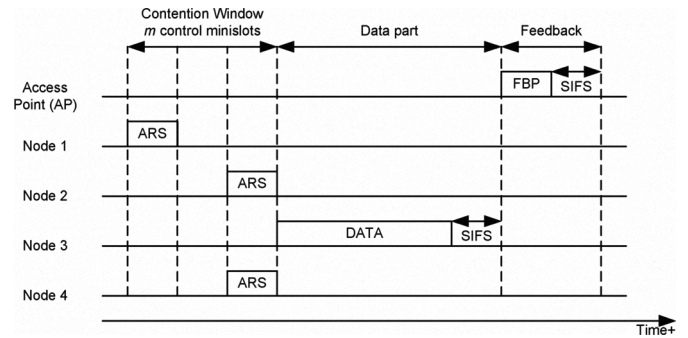 Contention Window
m control minislots
Data part
Feedback
Access
Point (AP)
FBP
SIFS
Node 1
ARS
Node 2
ARS
Node 3
DATA
SIFS
Node 4
ARS
Time+